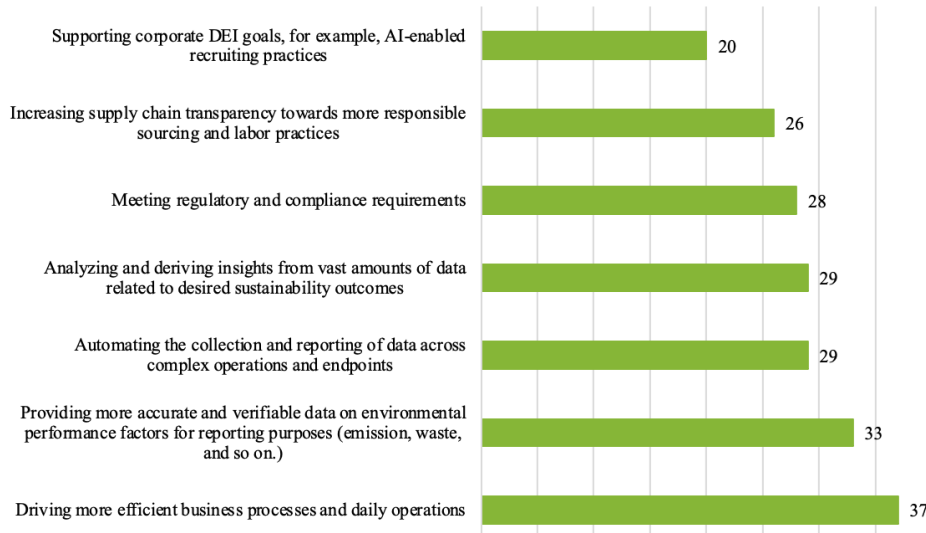 Supporting corporate DEI goals, for example, AI-enabled
recruiting practices
20
Increasing supply chain transparency towards more responsible
sourcing and labor practices
26
Meeting regulatory and compliance requirements
28
Analyzing and deriving insights from vast amounts of data
related to desired sustainability outcomes
29
Automating the collection and reporting of data across
complex operations and endpoints
29
Providing more accurate and verifiable data on environmental
performance factors for reporting purposes (emission, waste,
and so on.)
33
Driving more efficient business processes and daily operations
37